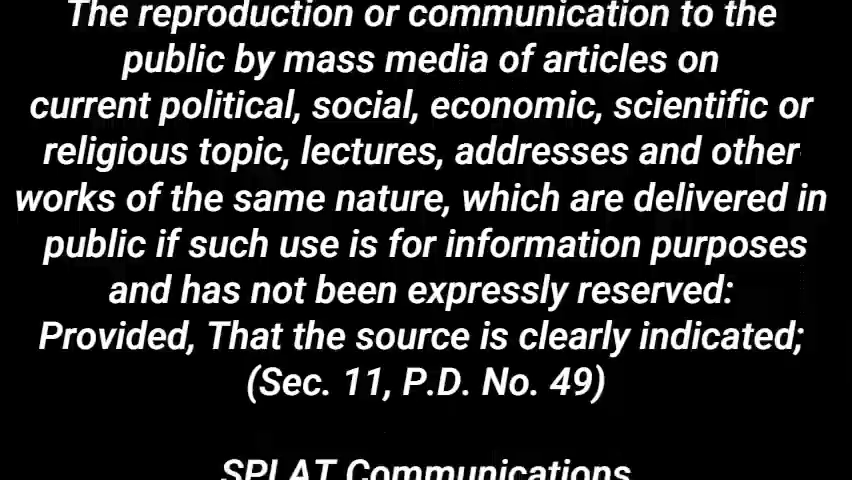 The reproduction or communication to the
public by mass media of articles on
current political, social, economic, scientific or
religious topic, lectures, addresses and other
works of the same nature, which are delivered in
public if such use is for information purposes
and has not been expressly reserved:
Provided, That the source is clearly indicated;
(Sec. 11, P.D. No. 49)
SPLAT Communications